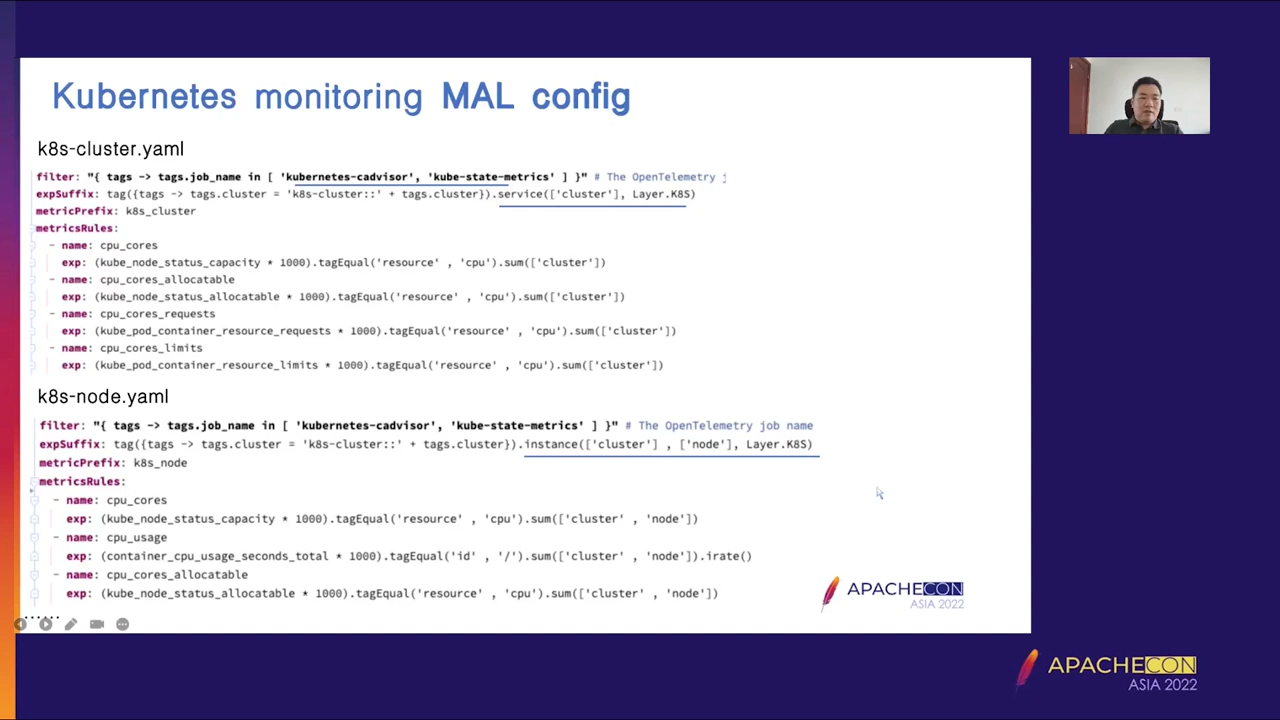 Kubernetes monitoring MAL config
k8s-cluster.yaml
filter: "{ tags -> tags.job_name in [ 'kubernetes-cadvisor', 'kube-state-metrics' ] }" # The OpenTelemetry j
expSuffix: tag({tags -> tags.cluster = 'k8s-cluster::' + tags.cluster}).service(['cluster'], Layer.K8S)
metricPrefix: k8s_cluster
metricsRules:
- name: cpu_cores
exp: (kube_node_status_capacity * 1000).tagEqual('resource' , 'cpu').sum(['cluster'])
- name: cpu_cores_allocatable
exp: (kube_node_status_allocatable * 1000).tagEqual('resource' , 'cpu').sum(['cluster'])
- name: cpu_cores_requests
exp: (kube_pod_container_resource_requests * 1000).tagEqual('resource' , 'cpu').sum(['cluster'])
- name: cpu_cores_limits
exp: (kube_pod_container_resource_limits * 1000).tagEqual('resource' , 'cpu').sum(['cluster'])
k8s-node.yaml
filter: "{ tags -> tags.job_name in [ 'kubernetes-cadvisor', 'kube-state-metrics' ] }" # The OpenTelemetry job name
expSuffix: tag({tags -> tags.cluster = 'k8s-cluster::' + tags.cluster}).instance(['cluster'] , ['node'], Layer.K8S)
metricPrefix: k8s_node
metricsRules:
- name: cpu_cores
exp: (kube_node_status_capacity * 1000).tagEqual('resource' , 'cpu').sum(['cluster' , 'node'])
- name: cpu_usage
exp: (container_cpu_usage_seconds_total * 1000).tagEqual('id' , '/').sum(['cluster' , 'node']).irate()
- name: cpu_cores_allocatable
exp: (kube_node_status_allocatable * 1000).tagEqual('resource' , 'cpu').sum(['cluster' , 'node'])
......
APACHECON
ASIA 2022
APACHECON
ASIA 2022